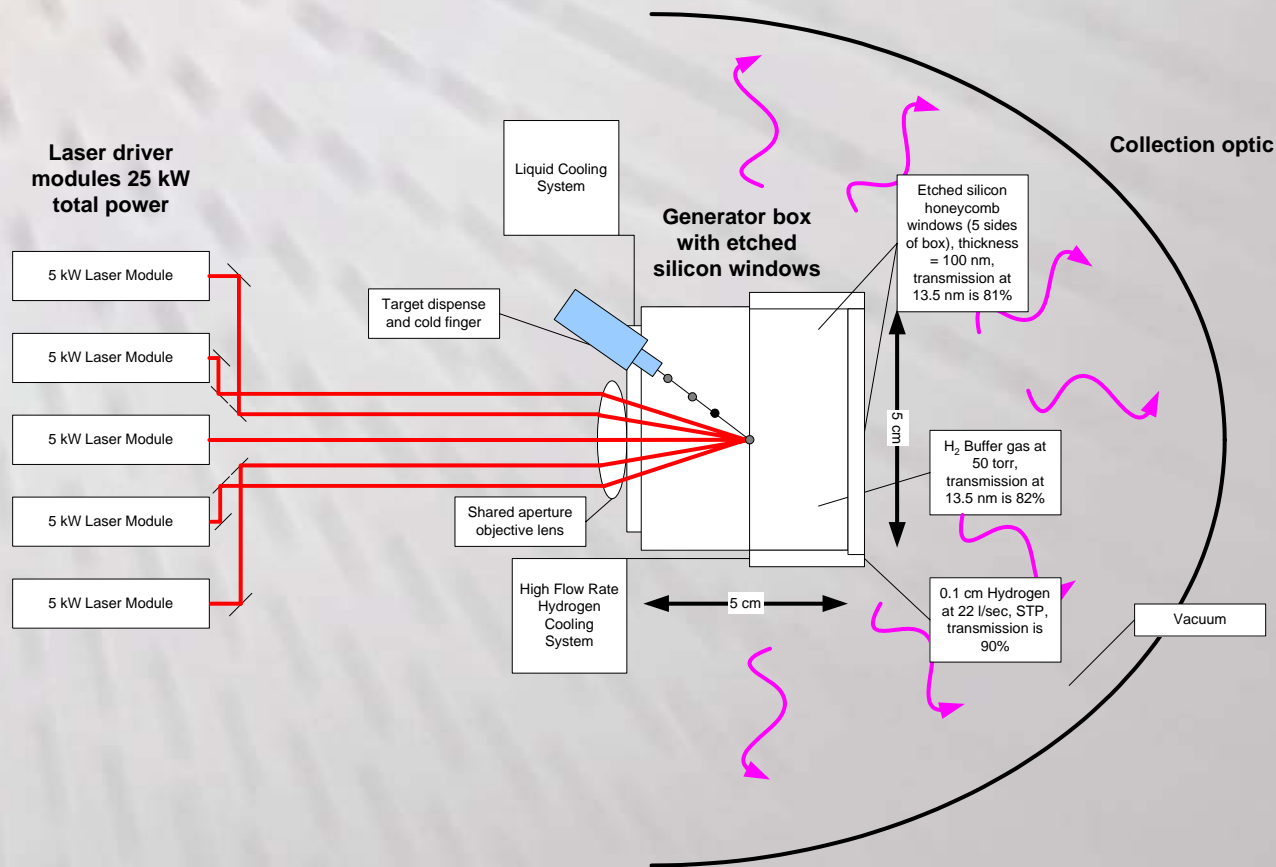 Laser driver
modules 25 kW
total power
5 kW Laser Module
5 kW Laser Module
5 kW Laser Module
5 kW Laser Module
5 kW Laser Module
Liquid Cooling
System
Target dispense
and cold finger
Generator box
with etched
silicon windows
Shared aperture
objective lens
High Flow Rate
Hydrogen
Cooling
System
5 cm
5 cm
Collection optic
Etched silicon
honeycomb
windows (5 sides
of box), thickness
= 100 nm,
transmission at
13.5 nm is 81%
H₂ Buffer gas at
50 torr,
transmission at
13.5 nm is 82%
0.1 cm Hydrogen
at 22 l/sec, STP,
transmission is
90%
Vacuum